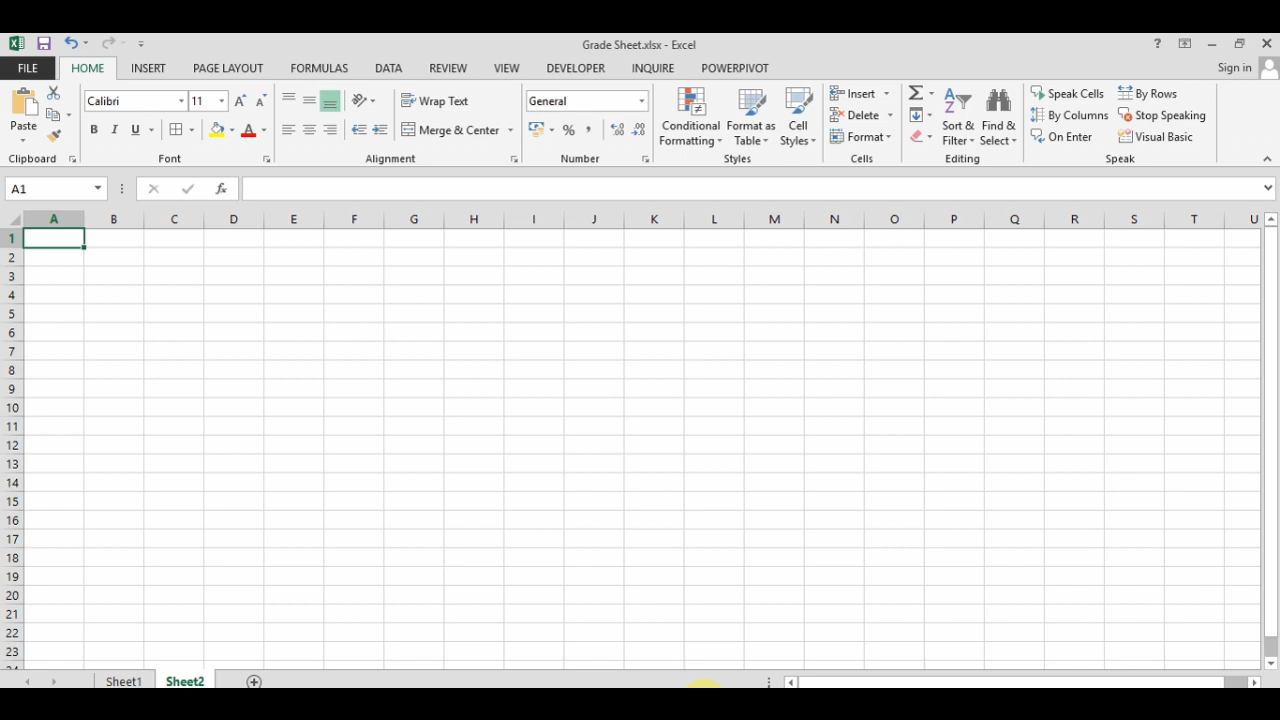 Grade Sheet.xlsx - Excel
?
FILE HOME INSERT PAGE LAYOUT FORMULAS DATA REVIEW VIEW DEVELOPER INQUIRE POWERPIVOT Sign in
Calibri 11 Wrap Text General Insert Speak Cells By Rows
Paste Conditional Formatting Format as Table Cell Styles Delete Sort & Filter Find & Select By Columns Stop Speaking
B I U A Merge & Center % , Format On Enter Visual Basic
Clipboard Font Alignment Number Styles Cells Editing Speak
A1 fx
A B C D E F G H I J K L M N O P Q R S T U
1
2
3
4
5
6
7
8
9
10
11
12
13
14
15
16
17
18
19
20
21
22
23
24
Sheet1 Sheet2